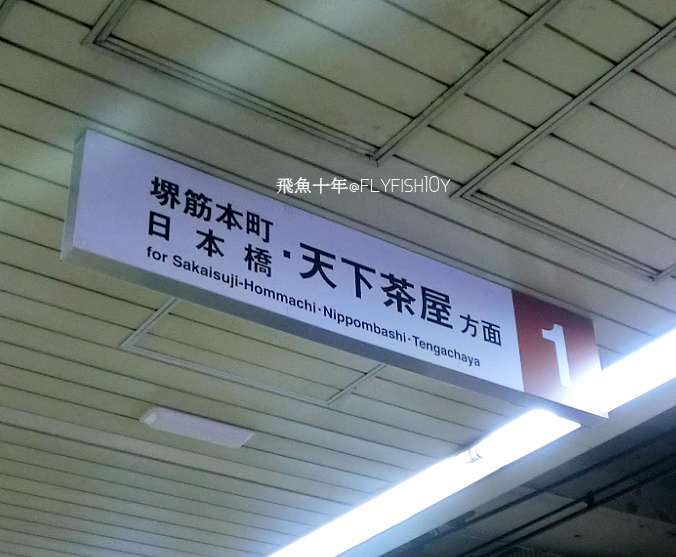 飛魚十年@FLYFISH10Y
堺筋本町
日本橋・天下茶屋方面
for Sakaisuji-Hommachi·Nippombashi·Tengachaya
1